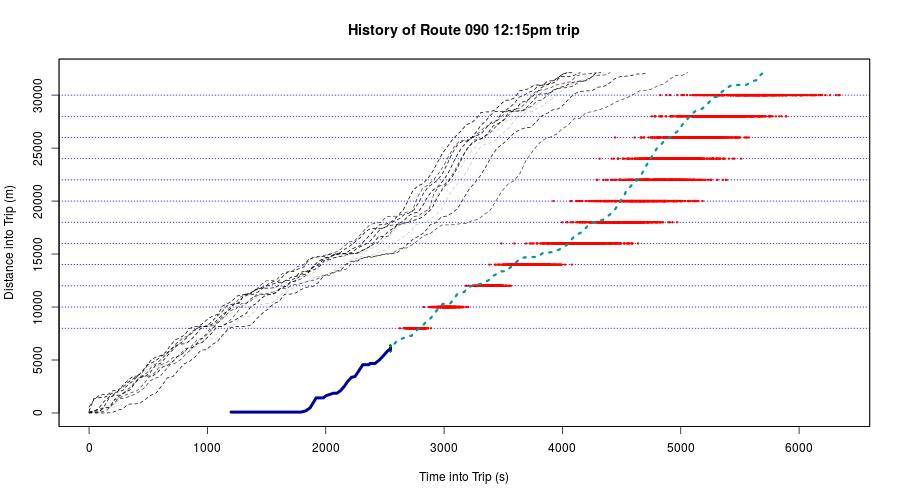 History of Route 090 12:15pm trip
Distance into Trip (m)
30000
25000
20000
15000
10000
5000
0
0 1000 2000 3000 4000 5000 6000
Time into Trip (s)